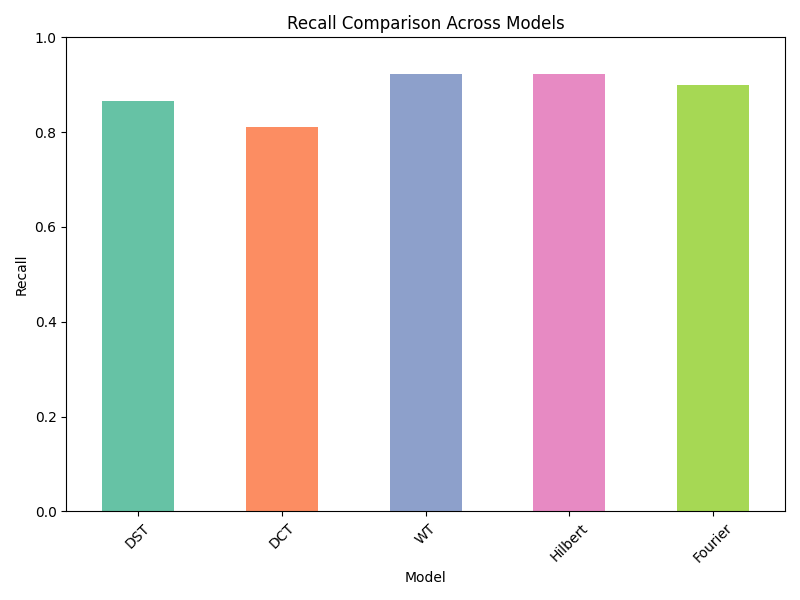 Recall Comparison Across Models
1.0
0.8
0.6
0.4
0.2
0.0
Recall
DST
DCT
WT
Hilbert
Fourier
Model